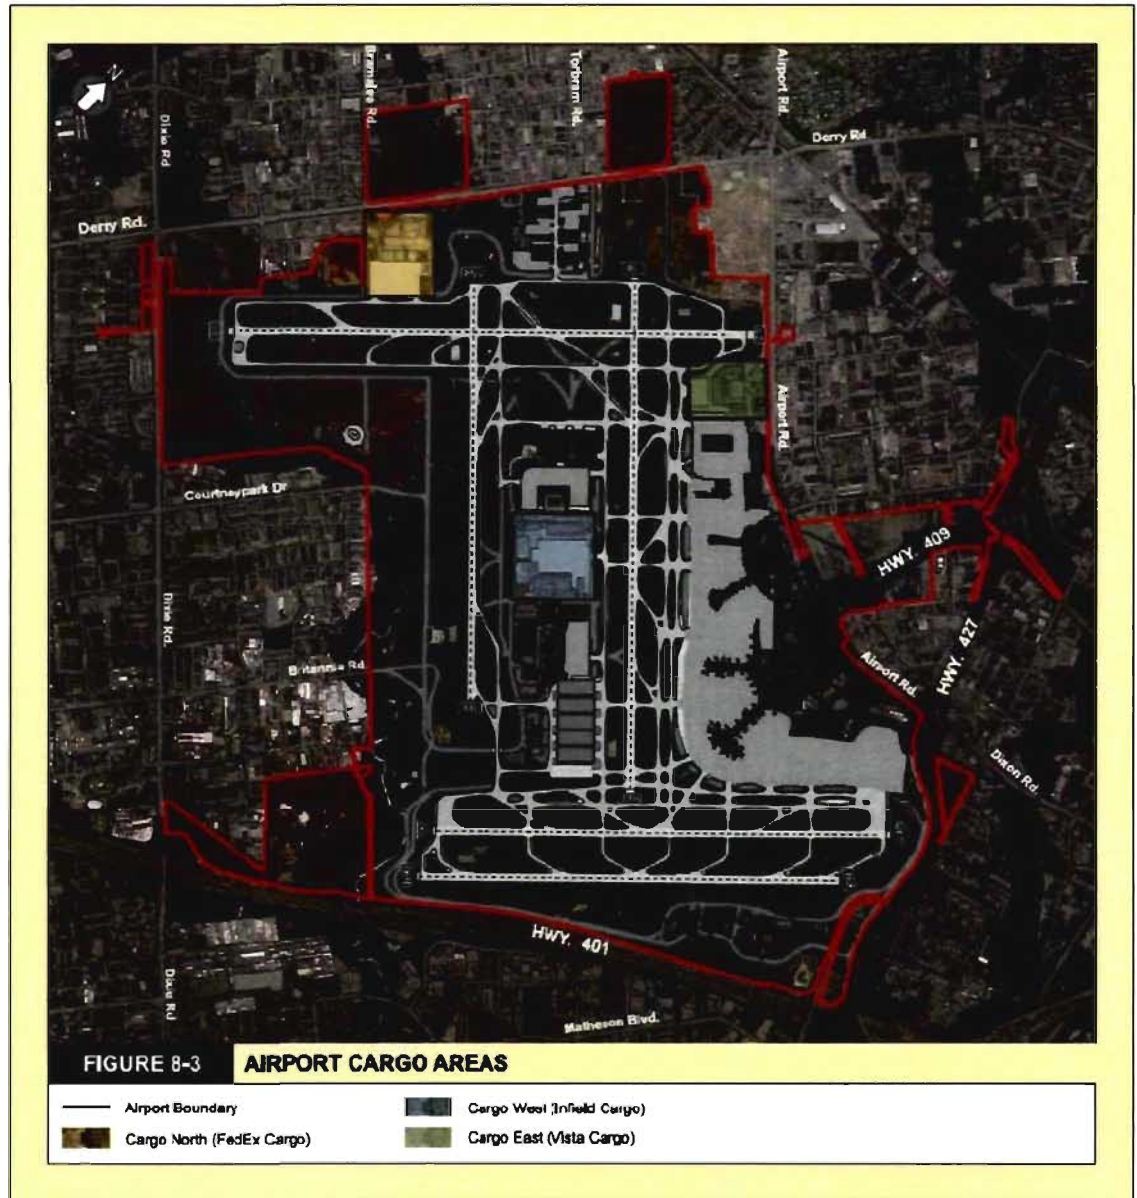 N
Bramalea Rd.
Torbram Rd.
Airport Rd.
Dixie Rd
Derry Rd
Derry Rd.
Airport Rd.
Courtneypark Dr
HWY. 409
Dixie Rd.
HWY. 427
Britannia Rd.
Airport Rd.
Dixon Rd.
HWY. 401
Dixie Rd
Matheson Blvd.
FIGURE 8-3 AIRPORT CARGO AREAS
Airport Boundary
Cargo West (Infield Cargo)
Cargo North (FedEx Cargo)
Cargo East (Vista Cargo)